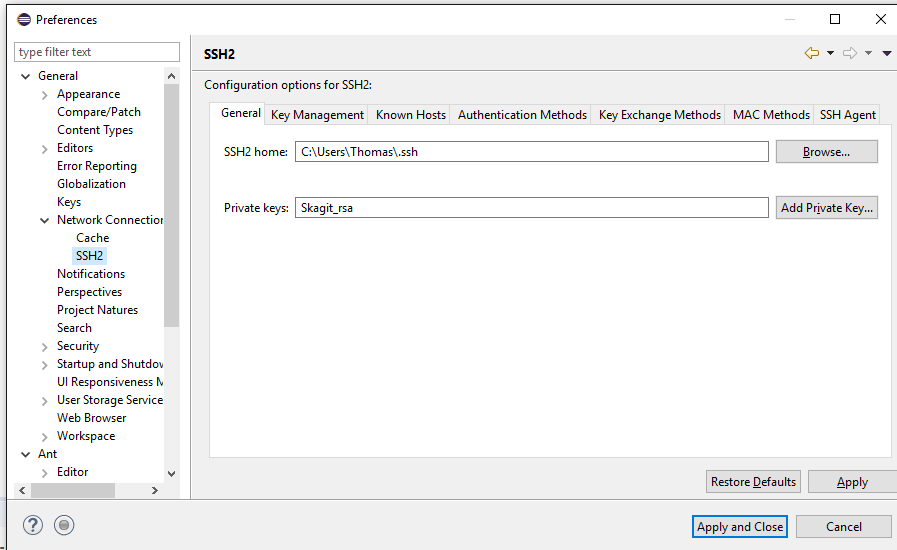 Preferences
type filter text
General
Appearance
Compare/Patch
Content Types
Editors
Error Reporting
Globalization
Keys
Network Connection
Cache
SSH2
Notifications
Perspectives
Project Natures
Search
Security
Startup and Shutdow
UI Responsiveness M
User Storage Service
Web Browser
Workspace
Ant
Editor
SSH2
Configuration options for SSH2:
General Key Management Known Hosts Authentication Methods Key Exchange Methods MAC Methods SSH Agent
SSH2 home: C:\Users\Thomas\.ssh Browse...
Private keys: Skagit_rsa Add Private Key...
Restore Defaults Apply
? Apply and Close Cancel